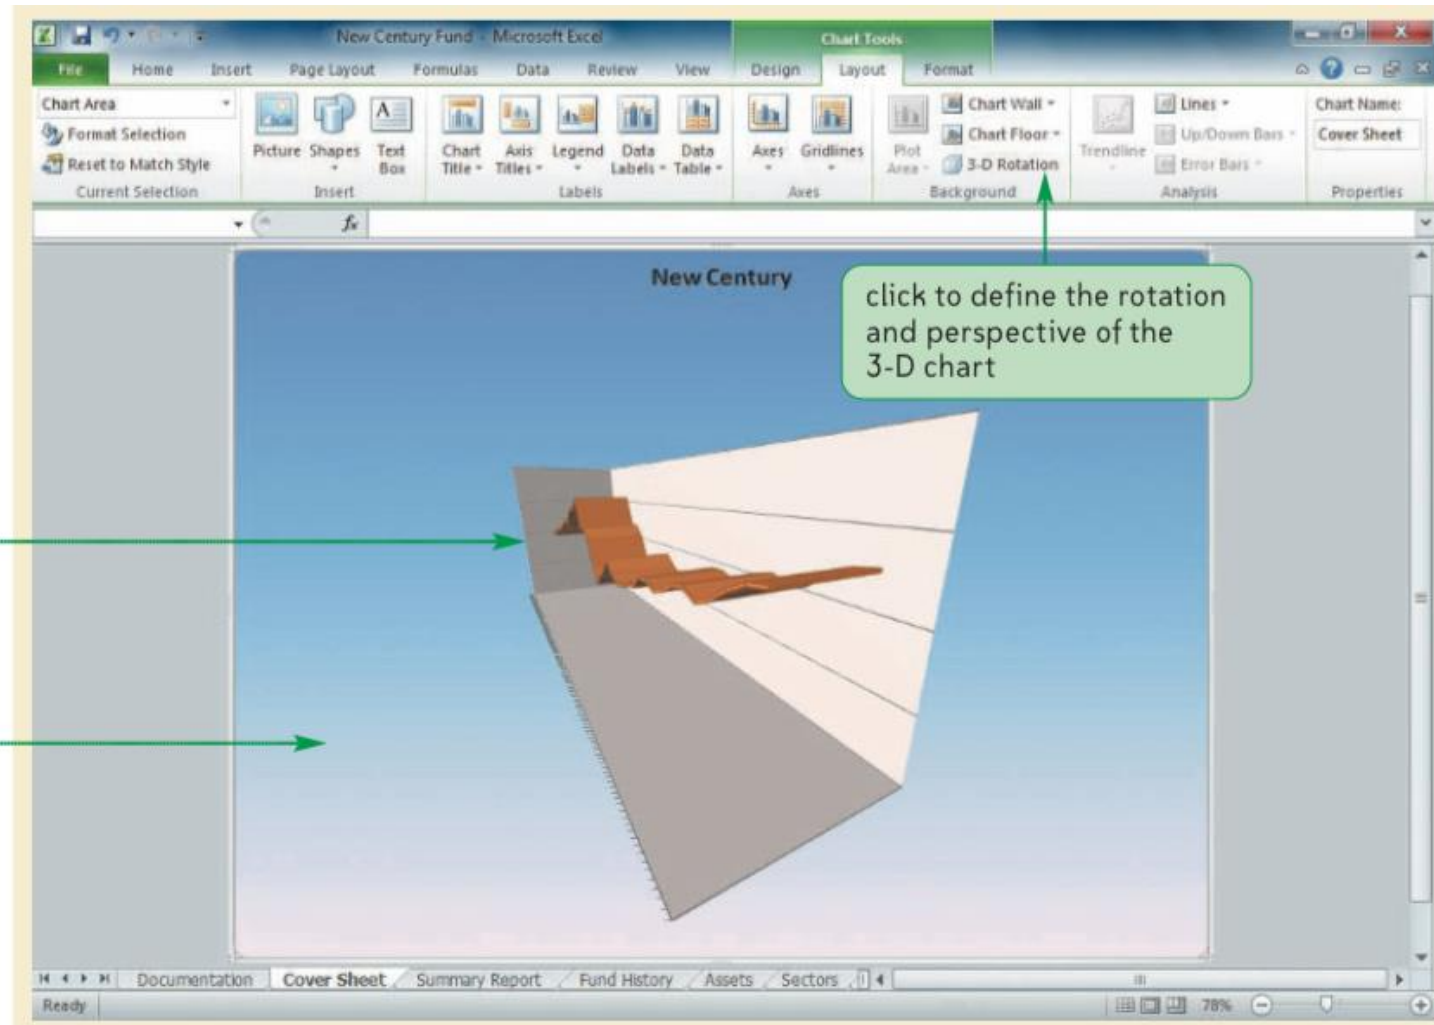 New Century Fund - Microsoft Excel
Chart Tools
File Home Insert Page Layout Formulas Data Review View Design Layout Format
Chart Area
Format Selection
Reset to Match Style
Current Selection
Picture Shapes Text Box
Insert
Chart Title Axis Titles Legend Data Labels Data Table
Labels
Axes Gridlines
Axes
Plot Area
Chart Wall
Chart Floor
3-D Rotation
Background
Trendline
Lines
Up/Down Bars
Error Bars
Analysis
Chart Name:
Cover Sheet
Properties
fx
New Century
click to define the rotation
and perspective of the
3-D chart
Documentation Cover Sheet Summary Report Fund History Assets Sectors
Ready 78%